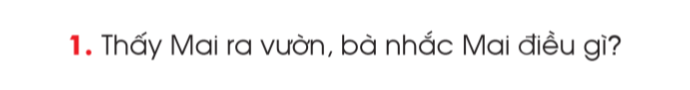 1. Thấy Mai ra vườn, bà nhắc Mai điều gì?